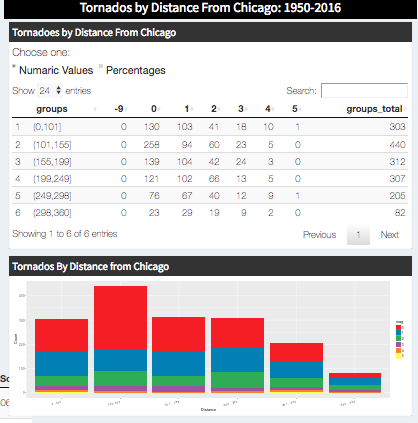 Tornados by Distance From Chicago: 1950-2016
Tornadoes by Distance From Chicago
Choose one:
Numaric Values Percentages
Show 24 entries Search:
groups -9 0 1 2 3 4 5 groups_total
1 (0,101] 0 130 103 41 18 10 1 303
2 (101,155] 0 258 94 60 23 5 0 440
3 (155,199] 0 139 104 42 24 3 0 312
4 (199,249] 0 121 102 66 13 5 0 307
5 (249,298] 0 76 67 40 12 9 1 205
6 (298,360] 0 23 29 19 9 2 0 82
Showing 1 to 6 of 6 entries Previous 1 Next
Tornados By Distance from Chicago
Count
mag
Distance
So
06